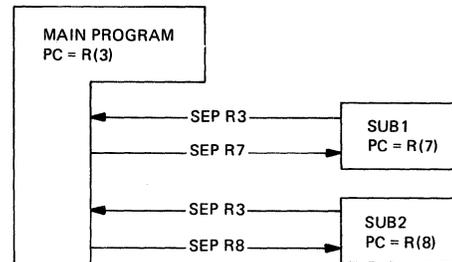 MAIN PROGRAM
PC = R(3)
SEP R3
SUB1
SEP R7
PC = R(7)
SEP R3
SUB2
SEP R8
PC = R(8)